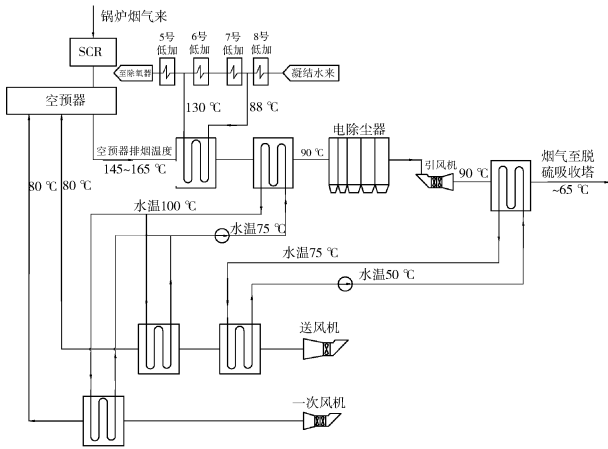 锅炉烟气来
SCR
5号
低加
6号
低加
7号
低加
8号
低加
至除氧器
凝结水来
空预器
130 ℃
88 ℃
电除尘器
空预器排烟温度
145~165 ℃
90 ℃
引风机
90 ℃
烟气至脱
硫吸收塔
~65 ℃
80 ℃
80 ℃
水温100 ℃
水温75 ℃
水温75 ℃
水温50 ℃
送风机
一次风机